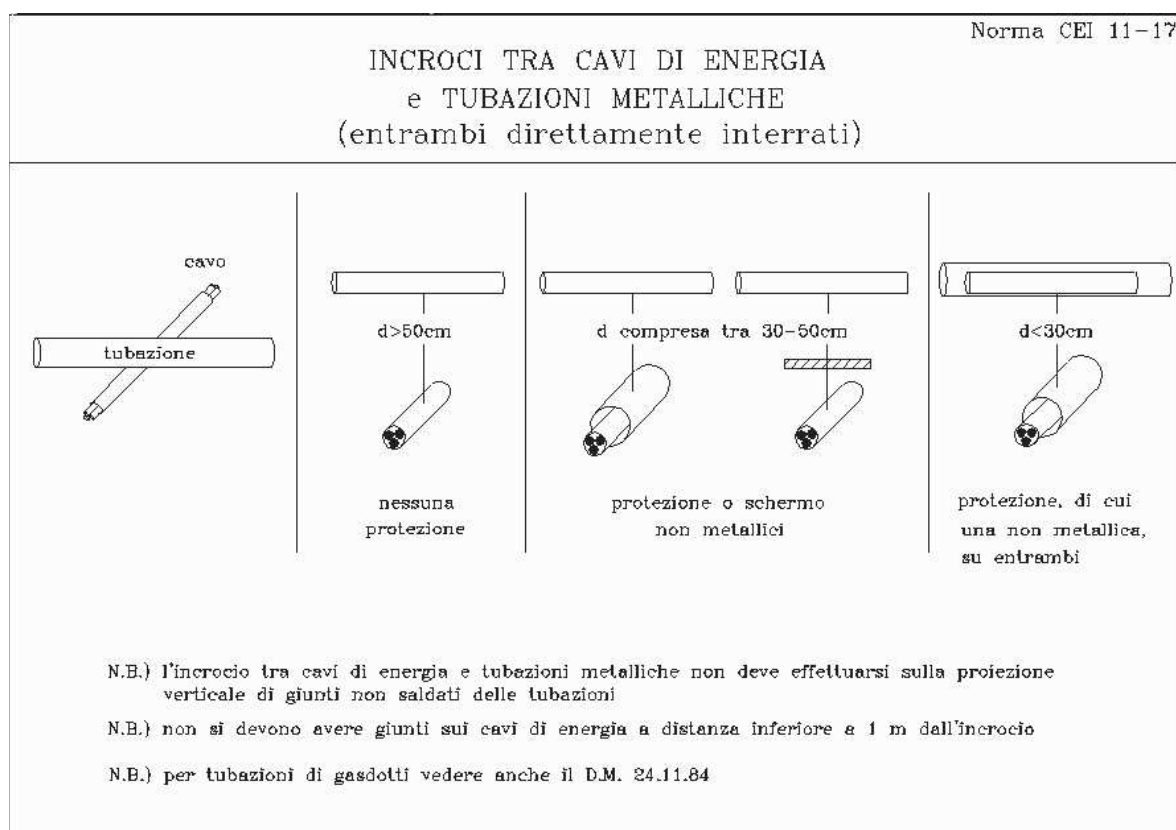 Norma CEI 11-17
INCROCI TRA CAVI DI ENERGIA
e TUBAZIONI METALLICHE
(entrambi direttamente interrati)
cavo
tubazione
d>50cm
nessuna
protezione
d compresa tra 30-50cm
protezione o schermo
non metallici
d<30cm
protezione, di cui
una non metallica,
su entrambi
N.B.) l'incrocio tra cavi di energia e tubazioni metalliche non deve effettuarsi sulla proiezione
verticale di giunti non saldati delle tubazioni
N.B.) non si devono avere giunti sui cavi di energia a distanza inferiore a 1 m dall'incrocio
N.B.) per tubazioni di gasdotti vedere anche il D.M. 24.11.84